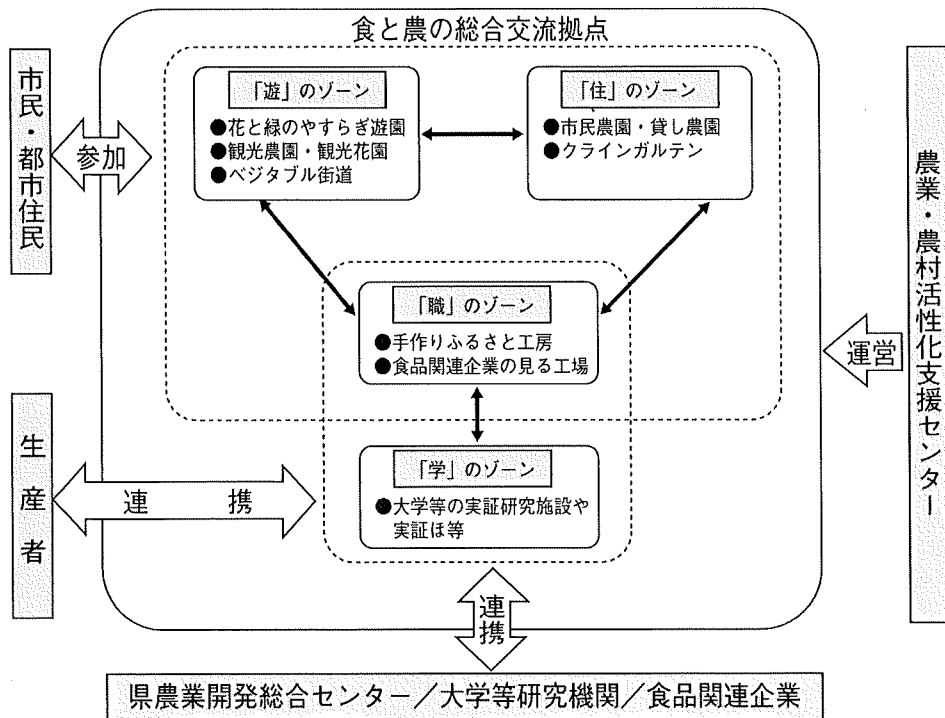 食と農の総合交流拠点
市民・都市住民
参加
「遊」のゾーン
●花と緑のやすらぎ遊園
●観光農園・観光花園
●ベジタブル街道
「住」のゾーン
●市民農園・貸し農園
●クラインガルテン
「職」のゾーン
●手作りふるさと工房
●食品関連企業の見る工場
運営
農業・農村活性化支援センター
生産者
連携
「学」のゾーン
●大学等の実証研究施設や
実証ほ等
連携
県農業開発総合センター／大学等研究機関／食品関連企業